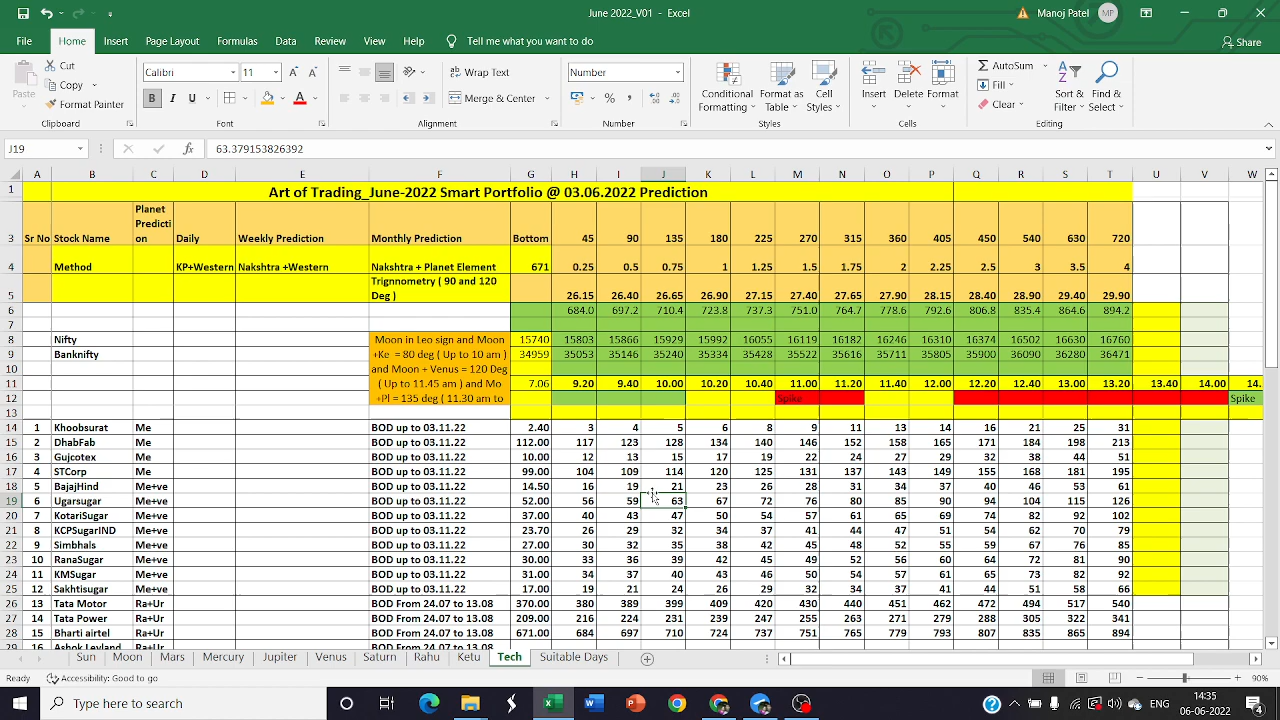 June _2022 - Excel
Manoj Patel MP
File Home Insert Page Layout Formulas Data Review View Help Tell me what you want to do Share
Cut Calibri 11 Wrap Text Number AutoSum
Paste Copy Merge & Center Conditional Formatting Format as Table Cell Styles Insert Delete Format Fill Sort & Filter Find & Select
Format Painter Clear
Clipboard Font Alignment Number Styles Cells Editing
J19 fx 63.379153826392
A B C D E F G H I J K L M N O P Q R S T U V W
1 Art of Trading_June-2022 Smart Portfolio @ 03.06.2022 Prediction
3 Sr No Stock Name Planet Predicti on Daily Weekly Prediction Monthly Prediction Bottom 45 90 135 180 225 270 315 360 405 450 540 630 720
4 Method KP+Western Nakshtra +Western Nakshtra + Planet Element 671 0.25 0.5 0.75 1 1.25 1.5 1.75 2 2.25 2.5 3 3.5 4
5 Trignnometry ( 90 and 120 Deg ) 26.15 26.40 26.65 26.90 27.15 27.40 27.65 27.90 28.15 28.40 28.90 29.40 29.90
6 684.0 697.2 710.4 723.8 737.3 751.0 764.7 778.6 792.6 806.8 835.4 864.6 894.2
7
8 Nifty Moon in Leo sign and Moon 15740 15803 15866 15929 15992 16055 16119 16182 16246 16310 16374 16502 16630 16760
9 Banknifty +Ke = 80 deg ( Up to 10 am ) 34959 35053 35146 35240 35334 35428 35522 35616 35711 35805 35900 36090 36280 36471
10 and Moon + Venus = 120 Deg
11 ( Up to 11.45 am ) and Mo 7.06 9.20 9.40 10.00 10.20 10.40 11.00 11.20 11.40 12.00 12.20 12.40 13.00 13.20 13.40 14.00 14.
12 +Pl = 135 deg ( 11.30 am to Spike Spike
13
14 1 Khoobsurat Me BOD up to 03.11.22 2.40 3 4 5 6 8 9 11 13 14 16 21 25 31
15 2 DhabFab Me BOD up to 03.11.22 112.00 117 123 128 134 140 146 152 158 165 171 184 198 213
16 3 Gujcotex Me BOD up to 03.11.22 10.00 12 13 15 17 19 22 24 27 29 32 38 44 51
17 4 STCorp Me BOD up to 03.11.22 99.00 104 109 114 120 125 131 137 143 149 155 168 181 195
18 5 BajajHind Me+ve BOD up to 03.11.22 14.50 16 19 21 23 26 28 31 34 37 40 46 53 61
19 6 Ugarsugar Me+ve BOD up to 03.11.22 52.00 56 59 63 67 72 76 80 85 90 94 104 115 126
20 7 KotariSugar Me+ve BOD up to 03.11.22 37.00 40 43 47 50 54 57 61 65 69 74 82 92 102
21 8 KCPSugarIND Me+ve BOD up to 03.11.22 23.70 26 29 32 34 37 41 44 47 51 54 62 70 79
22 9 Simbhals Me+ve BOD up to 03.11.22 27.00 30 32 35 38 42 45 48 52 55 59 67 76 85
23 10 RanaSugar Me+ve BOD up to 03.11.22 30.00 33 36 39 42 45 49 52 56 60 64 72 81 90
24 11 KMSugar Me+ve BOD up to 03.11.22 31.00 34 37 40 43 46 50 54 57 61 65 73 82 92
25 12 Sakhtisugar Me+ve BOD up to 03.11.22 17.00 19 21 24 26 29 32 34 37 41 44 51 58 66
26 13 Tata Motor Ra+Ur BOD From 24.07 to 13.08 370.00 380 389 399 409 420 430 440 451 462 472 494 517 540
27 14 Tata Power Ra+Ur BOD From 24.07 to 13.08 209.00 216 224 231 239 247 255 263 271 279 288 305 322 341
28 15 Bharti airtel Ra+Ur BOD From 24.07 to 13.08 671.00 684 697 710 724 737 751 765 779 793 807 835 865 894
16 Ashok Leyland
Sun Moon Mars Mercury Jupiter Venus Saturn Rahu Ketu Tech Suitable Days
Ready Accessibility: Good to go 90%
Type here to search ENG 14:35
06-06-2022